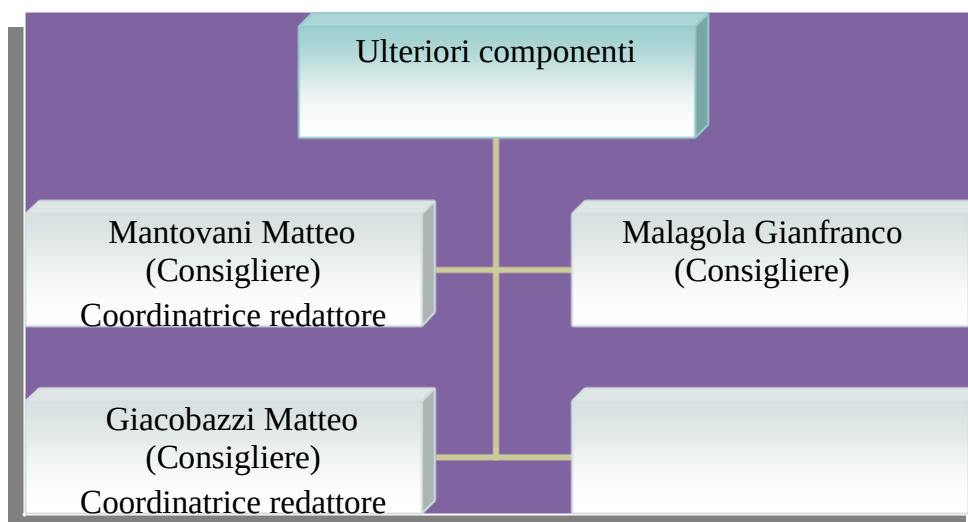 Ulteriori componenti
Mantovani Matteo
(Consigliere)
Coordinatrice redattore
Malagola Gianfranco
(Consigliere)
Giacobazzi Matteo
(Consigliere)
Coordinatrice redattore